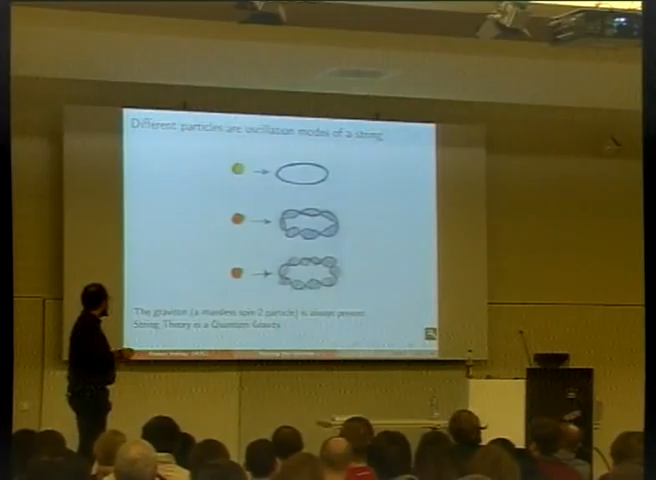 Different particles are oscillation modes of a string
The graviton (a massless spin 2 particle) is always present.
String Theory is a Quantum Gravity